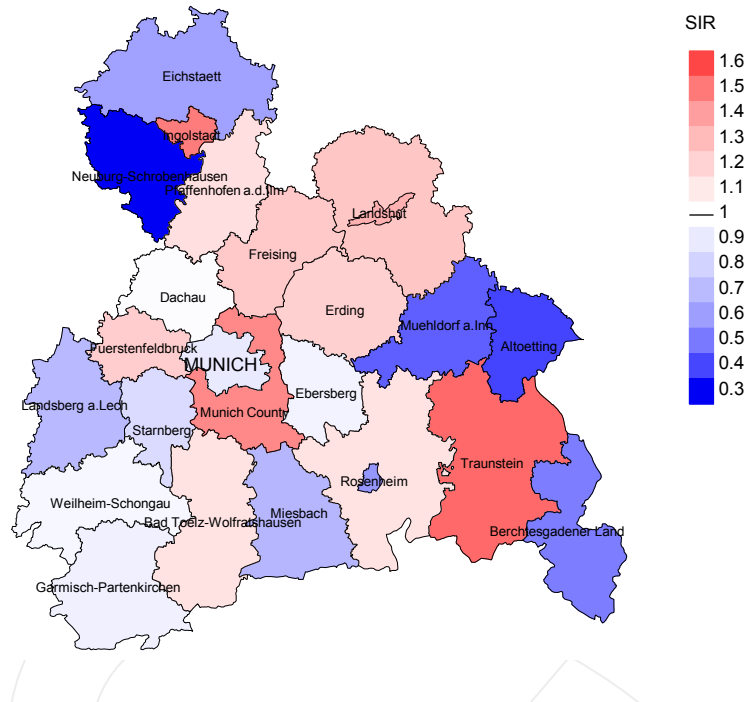 SIR
1.6
1.5
1.4
1.3
1.2
1.1
1
0.9
0.8
0.7
0.6
0.5
0.4
0.3
Eichstaett
Ingolstadt
Neuburg-Schrobenhausen
Pfaffenhofen a.d.Ilm
Landshut
Freising
Dachau
Erding
Muehldorf a.Inn
Altoetting
Fuerstenfeldbruck
MUNICH
Ebersberg
Landsberg a.Lech
Munich County
Starnberg
Traunstein
Rosenheim
Weilheim-Schongau
Miesbach
Bad Toelz-Wolfratshausen
Berchtesgadener Land
Garmisch-Partenkirchen